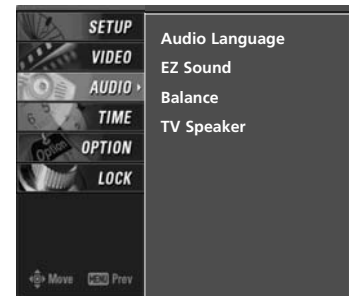 SETUP
VIDEO
AUDIO
TIME
OPTION
LOCK
Move MENU Prev
Audio Language
EZ Sound
Balance
TV Speaker